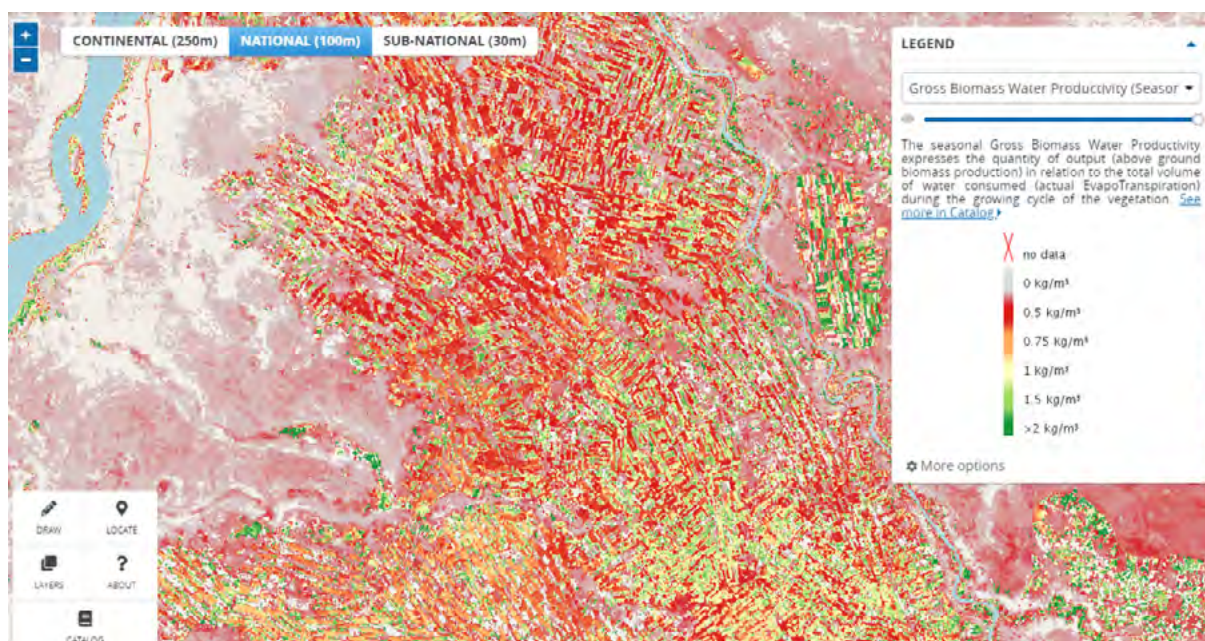 +
−
CONTINENTAL (250m) NATIONAL (100m) SUB-NATIONAL (30m)
LEGEND
Gross Biomass Water Productivity (Seasor
The seasonal Gross Biomass Water Productivity
expresses the quantity of output (above ground
biomass production) in relation to the total volume
of water consumed (actual EvapoTranspiration)
during the growing cycle of the vegetation. See
more in Catalog
no data
0 kg/m³
0.5 kg/m³
0.75 kg/m³
1 kg/m³
1.5 kg/m³
>2 kg/m³
More options
DRAW LOCATE
LAYERS ? ABOUT
CATALOG